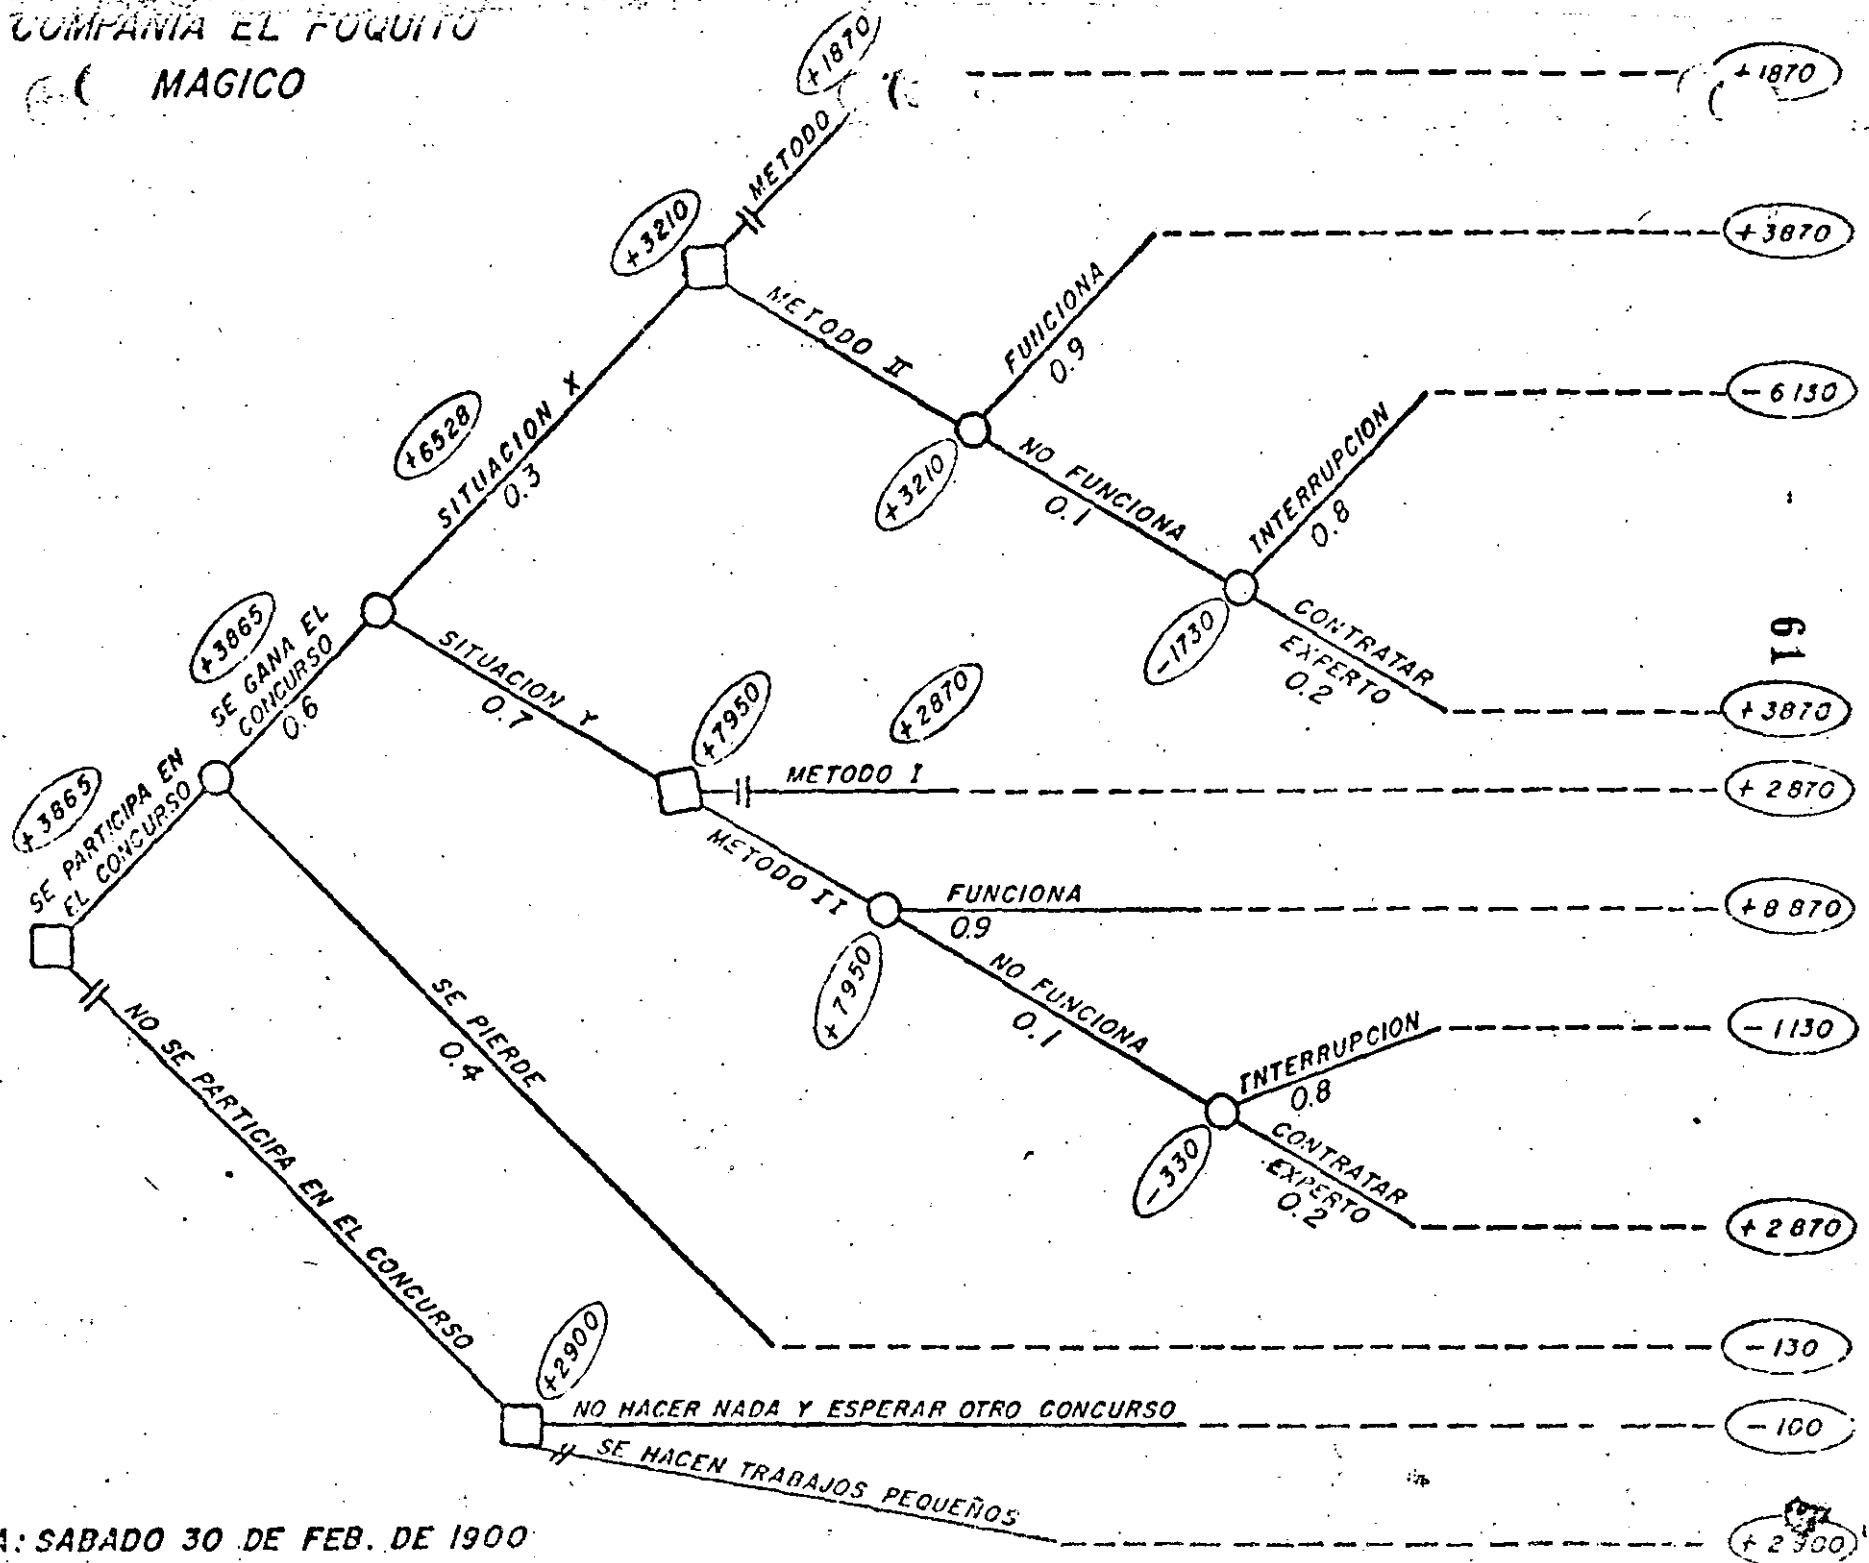 COMPAÑIA EL FOQUITO
MAGICO
+1870
METODO
+1870
+3210
METODO II
FUNCIONA
0.9
+3870
+3210
NO FUNCIONA
0.1
INTERRUPCION
0.8
-6130
-1730
CONTRATAR
EXPERTO
0.2
+3870
61
+6528
SITUACION X
0.3
+3865
SE GANA EL
CONCURSO
0.6
SITUACION Y
0.7
+7950
+2870
METODO I
+2870
METODO II
FUNCIONA
0.9
+8870
+7950
NO FUNCIONA
0.1
INTERRUPCION
0.8
-1130
-330
CONTRATAR
EXPERTO
0.2
+2870
+3865
SE PARTICIPA EN
EL CONCURSO
SE PIERDE
0.4
-130
NO SE PARTICIPA EN EL CONCURSO
+2900
NO HACER NADA Y ESPERAR OTRO CONCURSO
-100
SE HACEN TRABAJOS PEQUEÑOS
+2900
A: SABADO 30 DE FEB. DE 1900